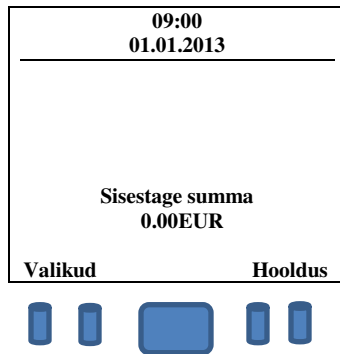 09:00
01.01.2013
Sisestage summa
0.00EUR
Valikud Hooldus